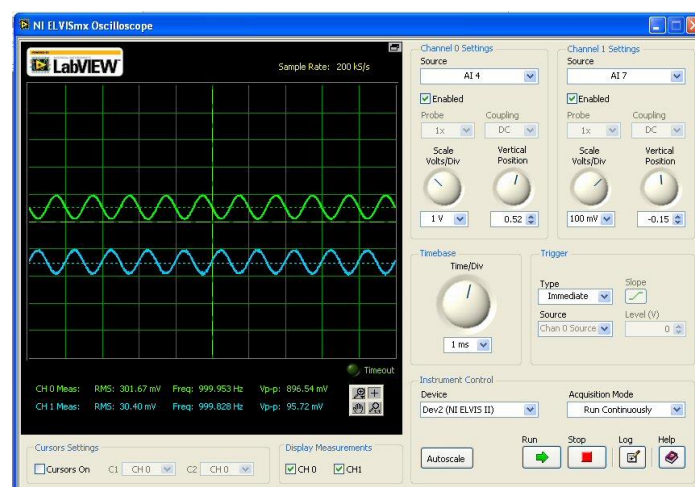 NI ELVISmx Oscilloscope
LabVIEW
Sample Rate: 200 kS/s
Timeout
CH 0 Meas: RMS: 301.67 mV Freq: 999.953 Hz Vp-p: 896.54 mV
CH 1 Meas: RMS: 30.40 mV Freq: 999.828 Hz Vp-p: 95.72 mV
Cursors Settings
Cursors On C1 CH 0 C2 CH 0
Display Measurements
CH 0 CH1
Channel 0 Settings
Source
AI 4
Enabled
Probe Coupling
1x DC
Scale Vertical
Volts/Div Position
1 V 0.52
Channel 1 Settings
Source
AI 7
Enabled
Probe Coupling
1x DC
Scale Vertical
Volts/Div Position
100 mV -0.15
Timebase
Time/Div
1 ms
Trigger
Type Slope
Immediate
Source Level (V)
Chan 0 Source 0
Instrument Control
Device Acquisition Mode
Dev2 (NI ELVIS II) Run Continuously
Run Stop Log Help
Autoscale